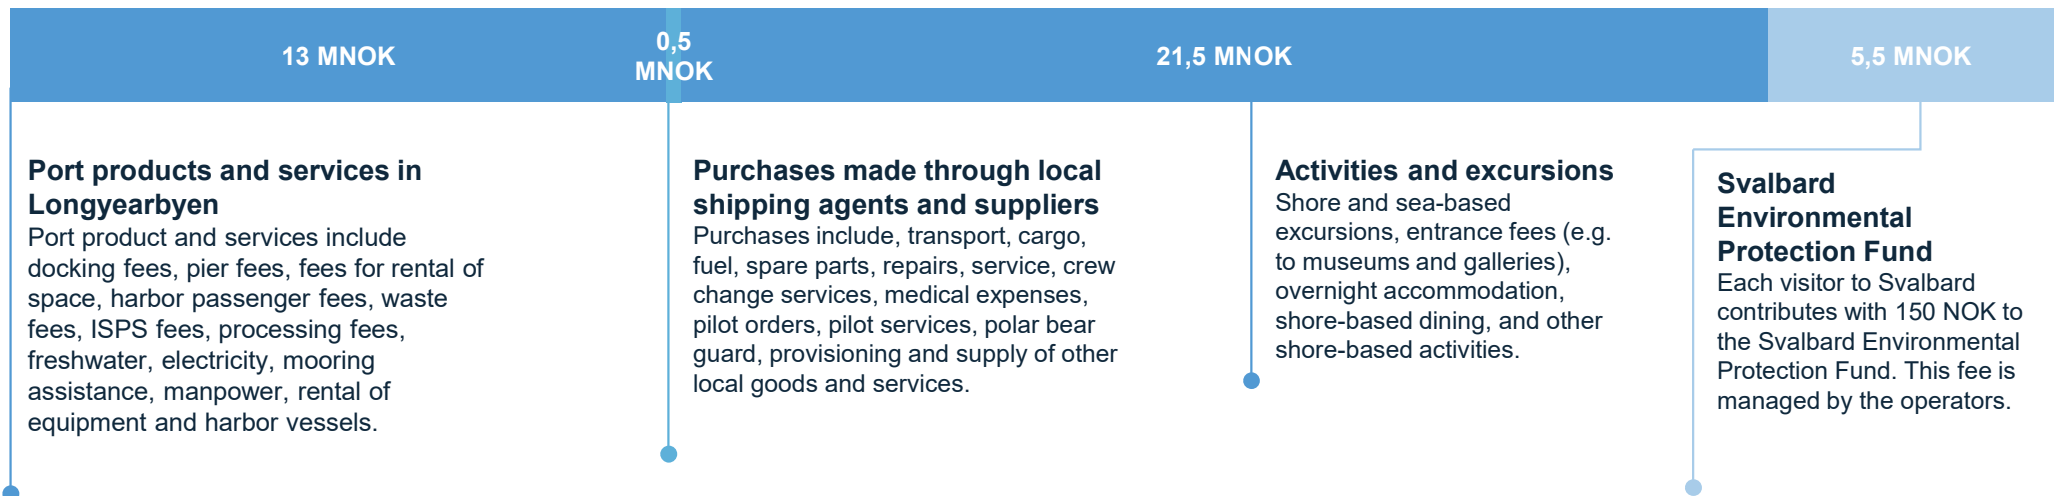 13 MNOK
0,5
MNOK
21,5 MNOK
5,5 MNOK
Port products and services in
Longyearbyen
Port product and services include
docking fees, pier fees, fees for rental of
space, harbor passenger fees, waste
fees, ISPS fees, processing fees,
freshwater, electricity, mooring
assistance, manpower, rental of
equipment and harbor vessels.
Purchases made through local
shipping agents and suppliers
Purchases include, transport, cargo,
fuel, spare parts, repairs, service, crew
change services, medical expenses,
pilot orders, pilot services, polar bear
guard, provisioning and supply of other
local goods and services.
Activities and excursions
Shore and sea-based
excursions, entrance fees (e.g.
to museums and galleries),
overnight accommodation,
shore-based dining, and other
shore-based activities.
Svalbard
Environmental
Protection Fund
Each visitor to Svalbard
contributes with 150 NOK to
the Svalbard Environmental
Protection Fund. This fee is
managed by the operators.